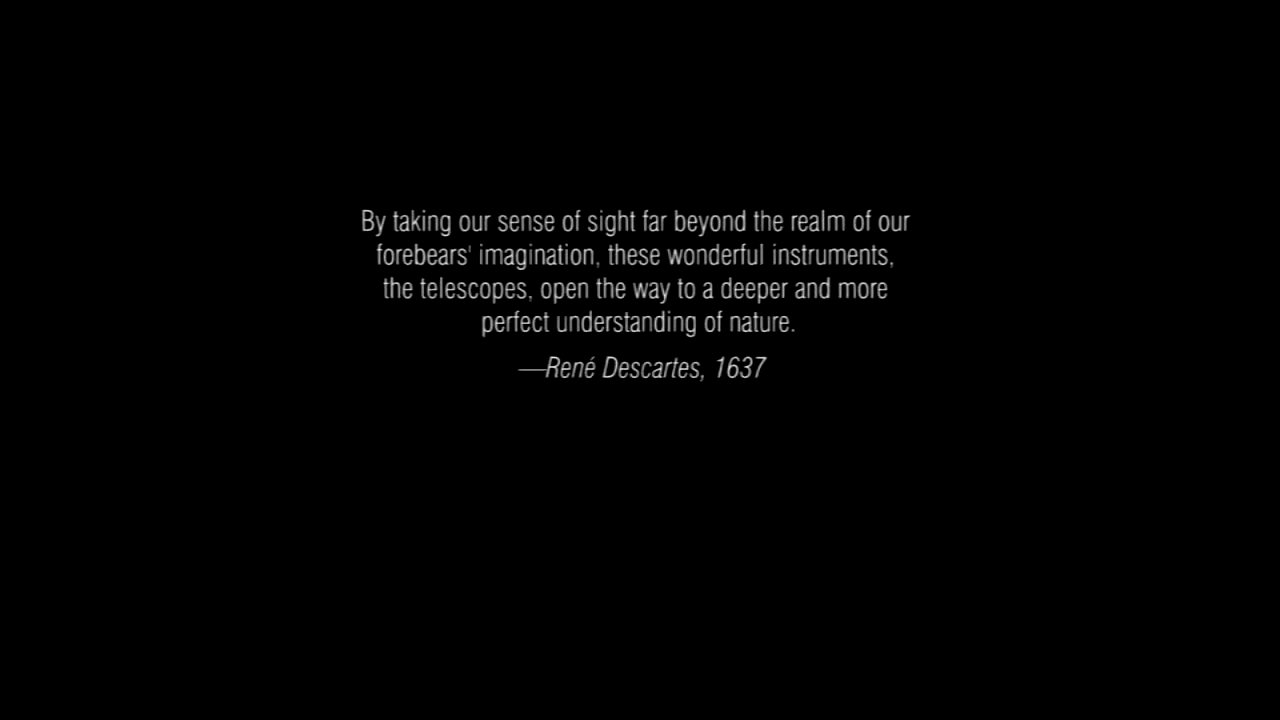 By taking our sense of sight far beyond the realm of our
forebears' imagination, these wonderful instruments,
the telescopes, open the way to a deeper and more
perfect understanding of nature.
—René Descartes, 1637